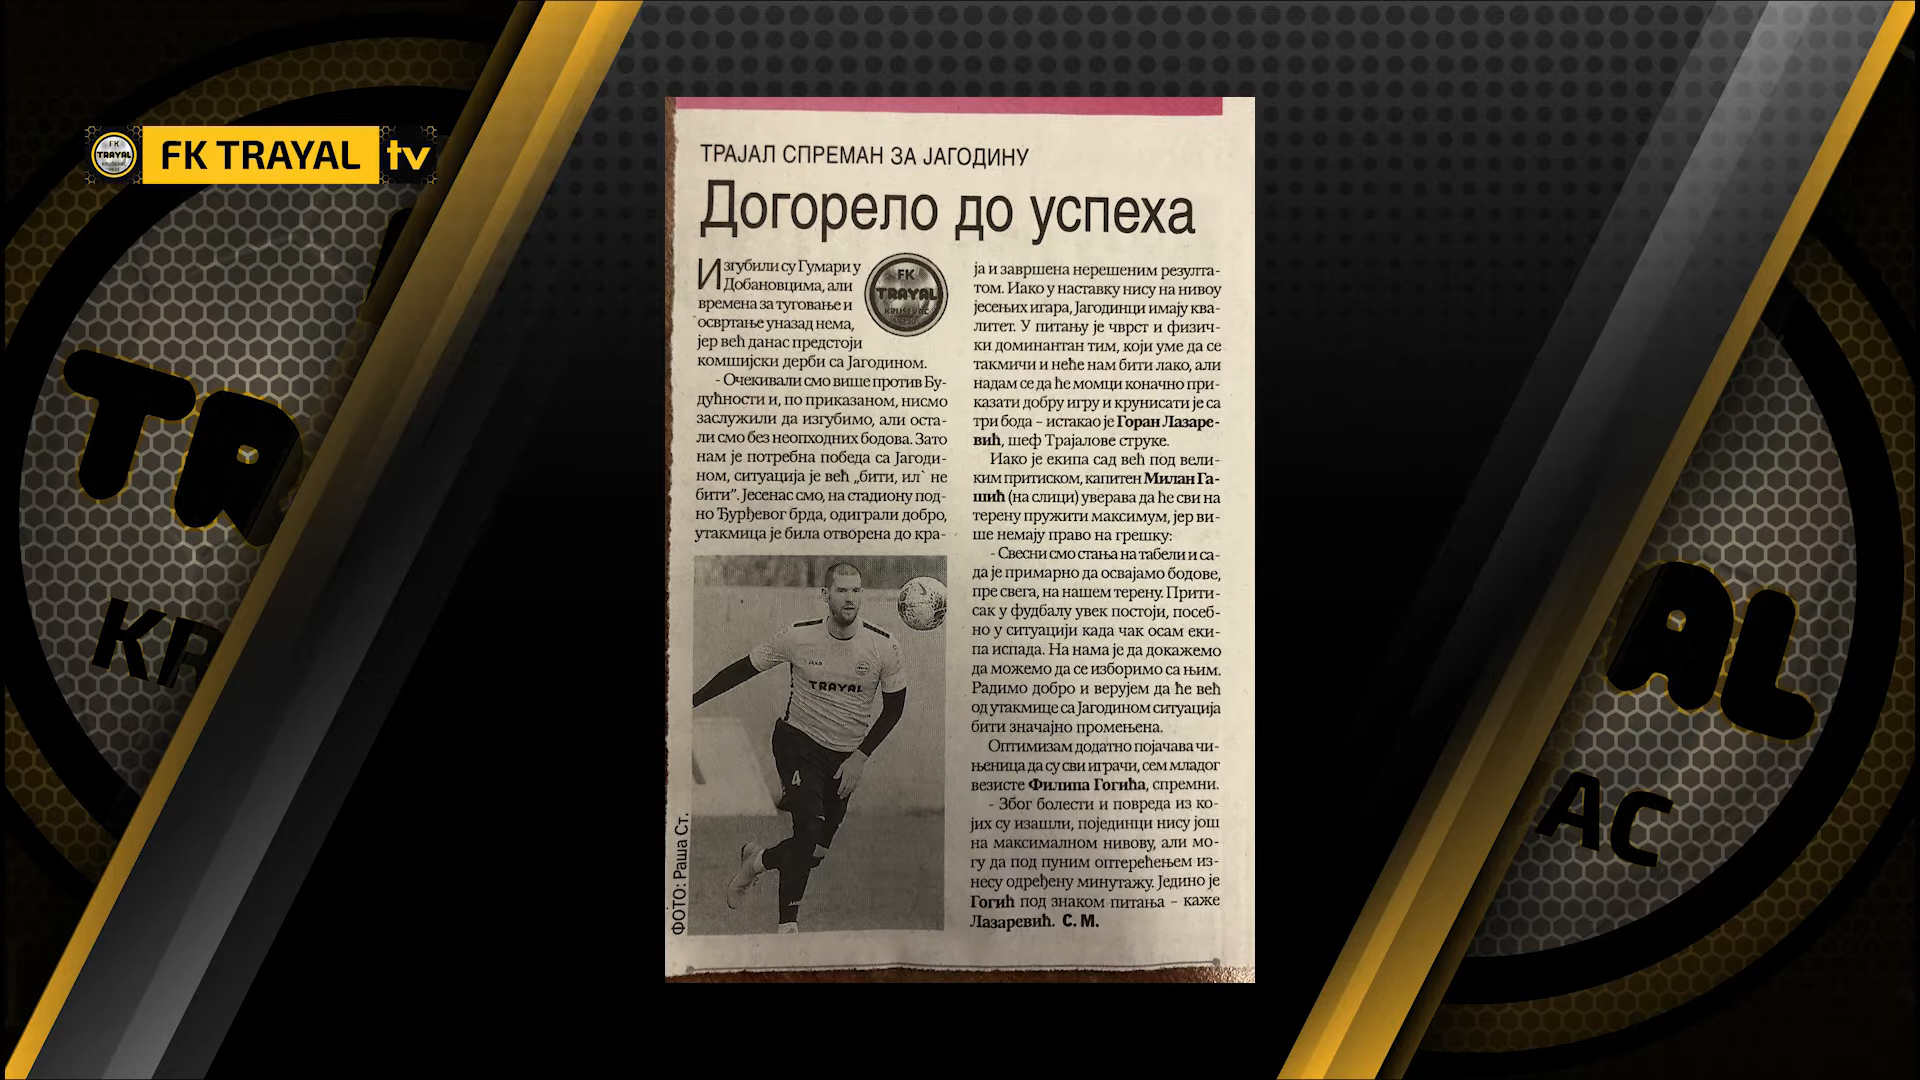 FK TRAYAL tv
FK
TRAYAL
ТРАЈАЛ СПРЕМАН ЗА ЈАГОДИНУ
Догорело до успеха
Изгубили су Гумари у
Добановцима, али
времена за туговање и
освртање уназад нема,
јер већ данас предстоји
комшијски дерби са Јагодином.
- Очекивали смо више против Бу-
дућности и, по приказаном, нисмо
заслужили да изгубимо, али оста-
ли смо без неопходних бодова. Зато
нам је потребна победа са Јагоди-
ном, ситуација је већ „бити, ил` не
бити”. Јесенас смо, на стадиону под-
но Ђурђевог брда, одиграли добро,
утакмица је била отворена до кра-
FK
TRAYAL
KRUŠEVAC
TRAYAL
4
ФОТО: Раша Ст.
ја и завршена нерешеним резулта-
том. Иако у наставку нису на нивоу
јесењих игара, Јагодинци имају ква-
литет. У питању је чврст и физич-
ки доминантан тим, који уме да се
такмичи и неће нам бити лако, али
надам се да ће момци коначно при-
казати добру игру и крунисати је са
три бода – истакао је Горан Лазаре-
вић, шеф Трајалове струке.
Иако је екипа сад већ под вели-
ким притиском, капитен Милан Га-
шић (на слици) уверава да ће сви на
терену пружити максимум, јер ви-
ше немају право на грешку:
- Свесни смо стања на табели и са-
да је примарно да освајамо бодове,
пре свега, на нашем терену. Прити-
сак у фудбалу увек постоји, посеб-
но у ситуацији када чак осам еки-
па испада. На нама је да докажемо
да можемо да се изборимо са њим.
Радимо добро и верујем да ће већ
од утакмице са Јагодином ситуација
бити значајно промењена.
Оптимизам додатно појачава чи-
њеница да су сви играчи, сем младог
везисте Филипа Гогића, спремни.
- Због болести и повреда из ко-
јих су изашли, појединци нису још
на максималном нивову, али мо-
гу да под пуним оптерећењем из-
несу одређену минутажу. Једино је
Гогић под знаком питања – каже
Лазаревић. С. М.
TRA
KR
AL
AC